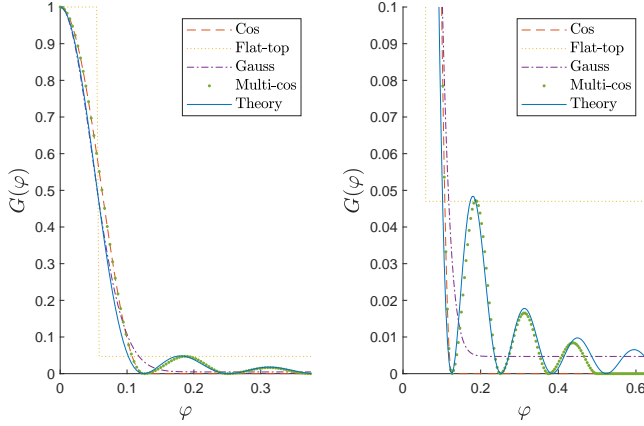 1
0.9
0.8
0.7
0.6
0.5
0.4
0.3
0.2
0.1
0
G(φ)
0 0.1 0.2 0.3
φ
Cos
Flat-top
Gauss
Multi-cos
Theory
0.1
0.09
0.08
0.07
0.06
0.05
0.04
0.03
0.02
0.01
0
G(φ)
0 0.2 0.4 0.6
φ
Cos
Flat-top
Gauss
Multi-cos
Theory